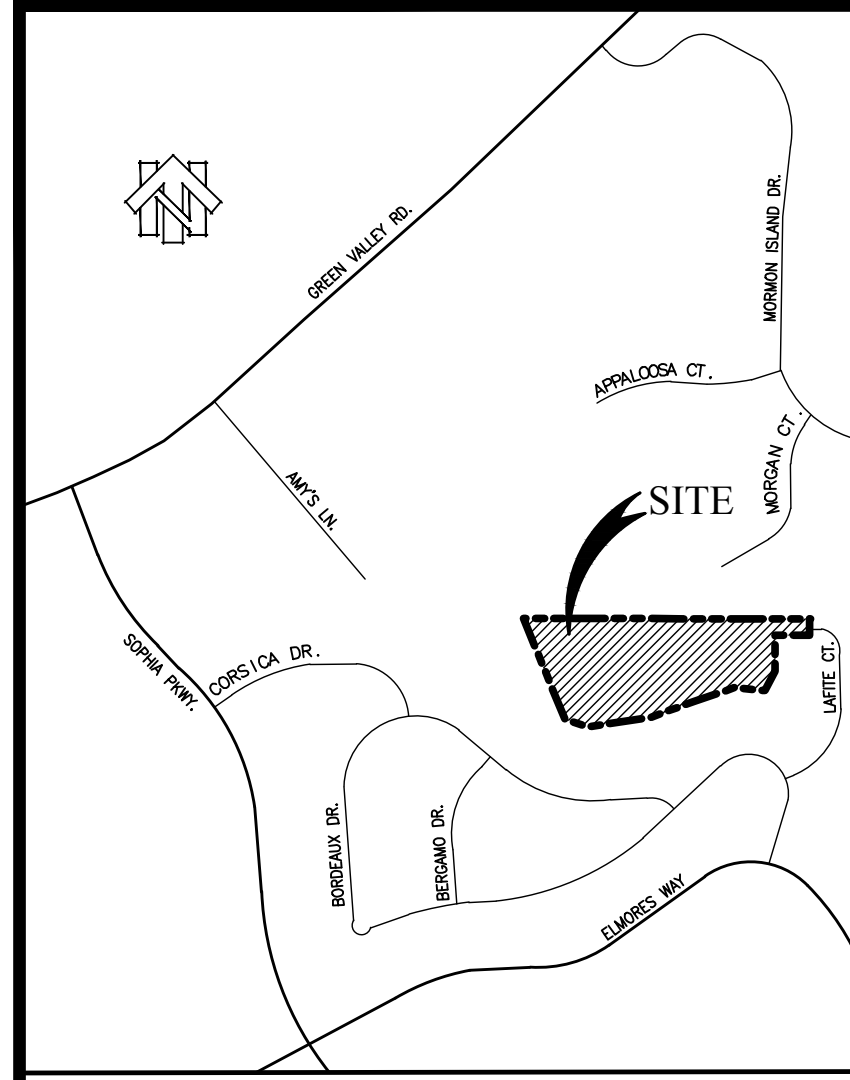 N
GREEN VALLEY RD.
MORMON ISLAND DR.
APPALOOSA CT.
MORGAN CT.
AMY'S LN.
SITE
SOPHIA PKWY.
CORSICA DR.
LAFITE CT.
BORDEAUX DR.
BERGAMO DR.
ELMORES WAY